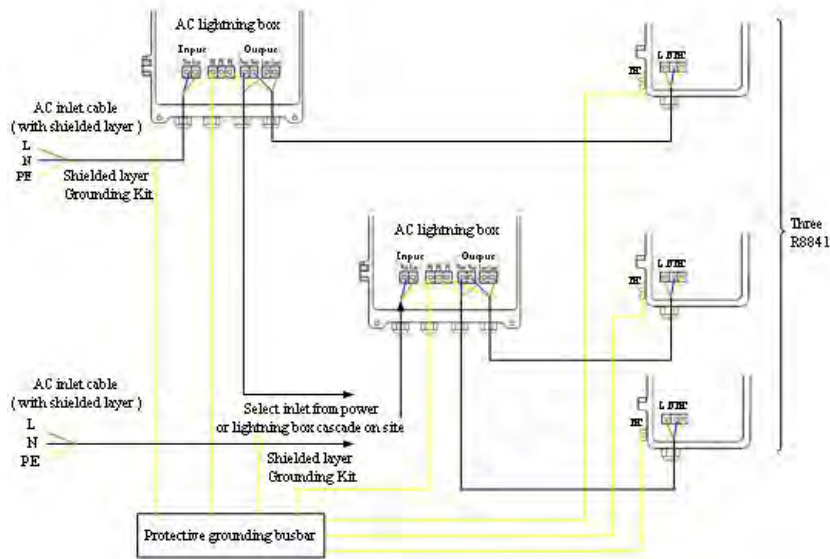 AC lightning box
Input
Output
AC inlet cable
(with shielded layer)
L
N
PE
Shielded layer
Grounding Kit
AC lightning box
Input
Output
Three
R8841
AC inlet cable
(with shielded layer)
L
N
PE
Select inlet from power
or lightning box cascade on site
Shielded layer
Grounding Kit
Protective grounding busbar